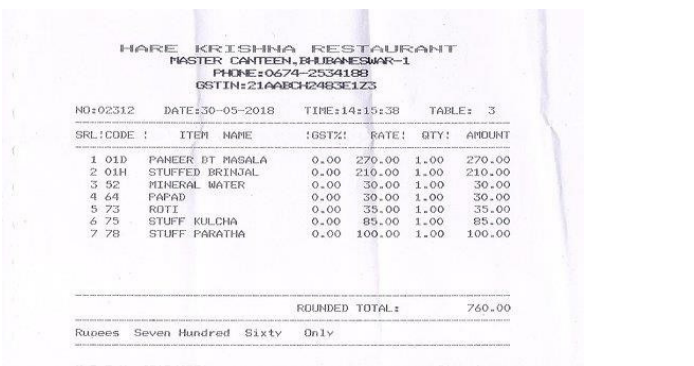 HARE KRISHNA RESTAURANT
MASTER CANTEEN,BHUBANESWAR-1
PHONE:0674-2534188
GSTIN:21AABCH2483E1Z3
NO:02312 DATE:30-05-2018 TIME:14:15:38 TABLE: 3
SRL!CODE ! ITEM NAME !GST%! RATE! QTY! AMOUNT
1 01D PANEER BT MASALA 0.00 270.00 1.00 270.00
2 01H STUFFED BRINJAL 0.00 210.00 1.00 210.00
3 52 MINERAL WATER 0.00 30.00 1.00 30.00
4 64 PAPAD 0.00 30.00 1.00 30.00
5 73 ROTI 0.00 35.00 1.00 35.00
6 75 STUFF KULCHA 0.00 85.00 1.00 85.00
7 78 STUFF PARATHA 0.00 100.00 1.00 100.00
ROUNDED TOTAL: 760.00
Rupees Seven Hundred Sixty Only